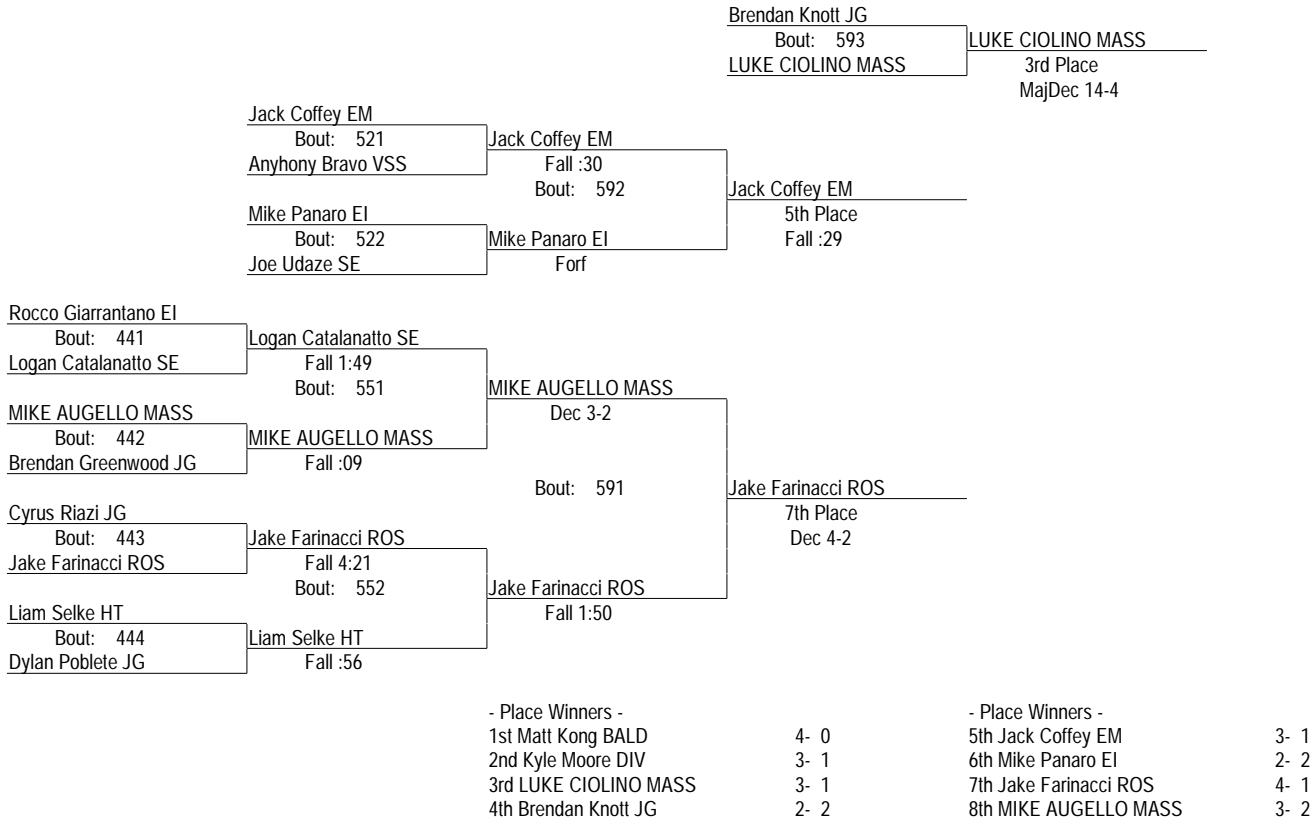 Brendan Knott JG
Bout: 593
LUKE CIOLINO MASS
LUKE CIOLINO MASS
3rd Place
MajDec 14-4
Jack Coffey EM
Bout: 521
Anyhony Bravo VSS
Jack Coffey EM
Fall :30
Bout: 592
Jack Coffey EM
5th Place
Fall :29
Mike Panaro EI
Bout: 522
Joe Udaze SE
Mike Panaro EI
Forf
Rocco Giarrantano EI
Bout: 441
Logan Catalanatto SE
Logan Catalanatto SE
Fall 1:49
Bout: 551
MIKE AUGELLO MASS
Dec 3-2
MIKE AUGELLO MASS
Bout: 442
Brendan Greenwood JG
MIKE AUGELLO MASS
Fall :09
Bout: 591
Jake Farinacci ROS
7th Place
Dec 4-2
Cyrus Riazi JG
Bout: 443
Jake Farinacci ROS
Jake Farinacci ROS
Fall 4:21
Bout: 552
Jake Farinacci ROS
Fall 1:50
Liam Selke HT
Bout: 444
Dylan Poblete JG
Liam Selke HT
Fall :56
- Place Winners -
1st Matt Kong BALD 4- 0
2nd Kyle Moore DIV 3- 1
3rd LUKE CIOLINO MASS 3- 1
4th Brendan Knott JG 2- 2
- Place Winners -
5th Jack Coffey EM 3- 1
6th Mike Panaro EI 2- 2
7th Jake Farinacci ROS 4- 1
8th MIKE AUGELLO MASS 3- 2